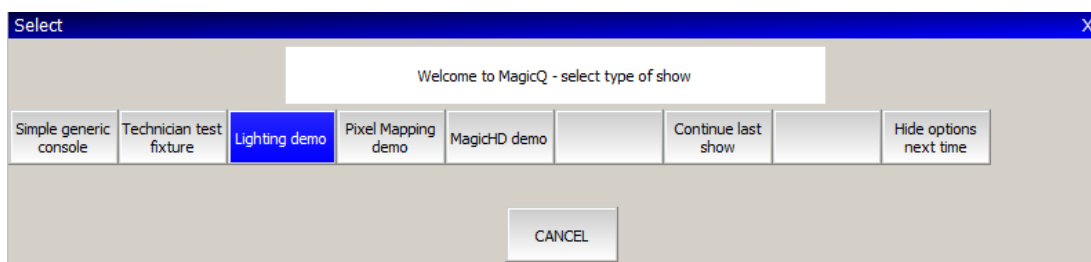 Select X
Welcome to MagicQ - select type of show
Simple generic
console
Technician test
fixture
Lighting demo
Pixel Mapping
demo
MagicHD demo
Continue last
show
Hide options
next time
CANCEL